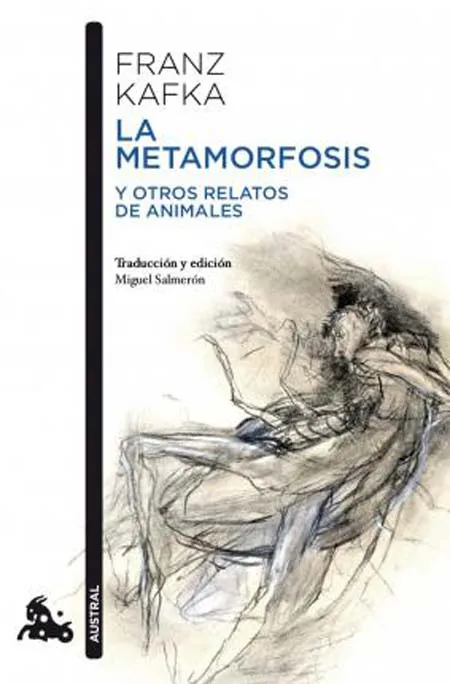 FRANZ
KAFKA
LA
METAMORFOSIS
Y OTROS RELATOS
DE ANIMALES
Traducción y edición
Miguel Salmerón
AUSTRAL